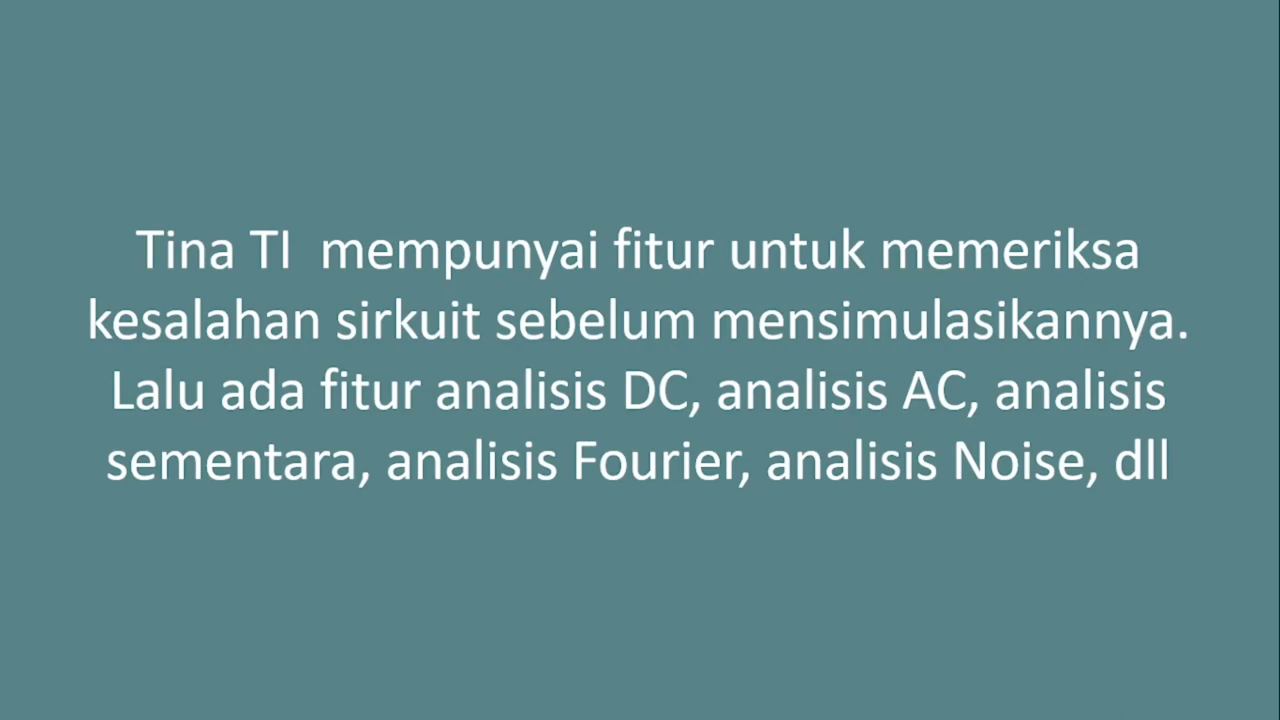 Tina TI  mempunyai fitur untuk memeriksa
kesalahan sirkuit sebelum mensimulasikannya.
Lalu ada fitur analisis DC, analisis AC, analisis
sementara, analisis Fourier, analisis Noise, dll